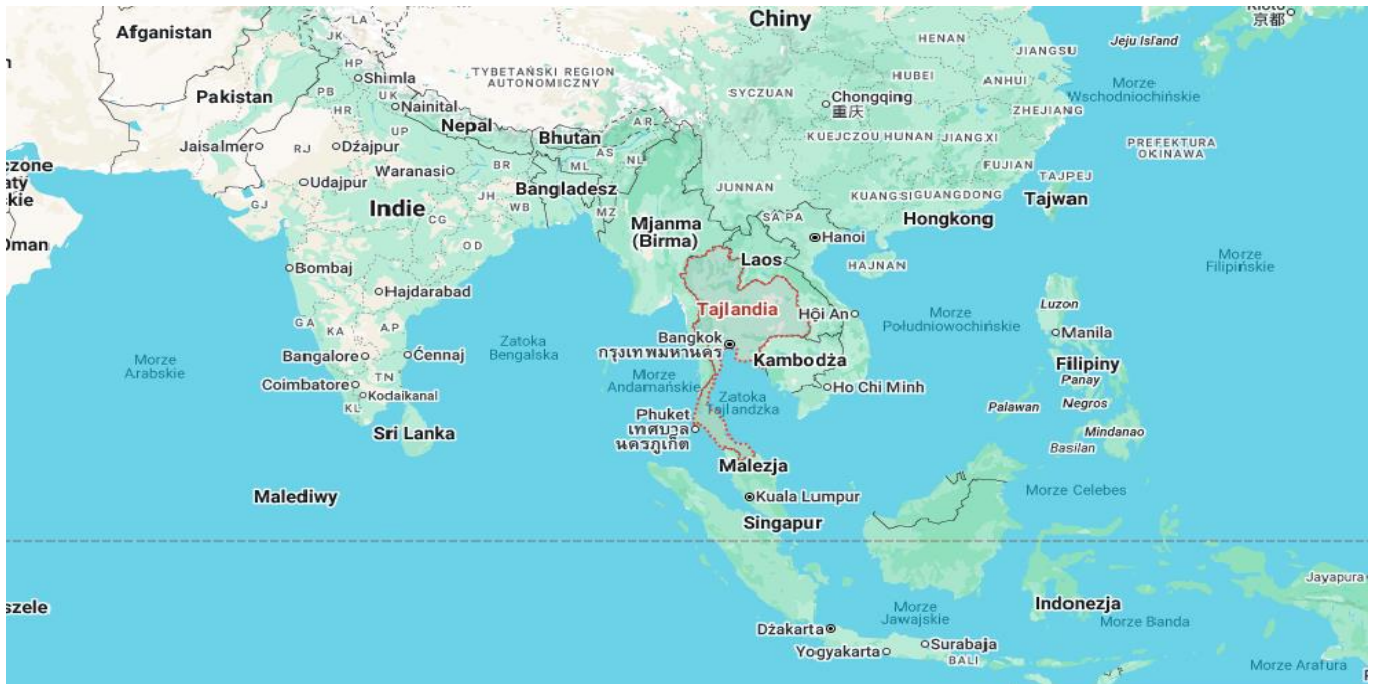 Kioto
京都
Chiny
LA
Afganistan
JK
HENAN
Jeju Island
JIANGSU
HP
Shimla
TYBETAŃSKI REGION
AUTONOMICZNY
HUBEI
ANHUI
Morze
Wschodniochińskie
PB
UK
SYCZUAN
Chongqing
重庆
Pakistan
HR
Nainital
ZHEJIANG
Nepal
AR
UP
Bhutan
KUEJCZOU
HUNAN
JIANGXI
Jaisalmer
RJ
Dżajpur
AS
NL
PREFEKTURA
OKINAWA
czone
aty
skie
Waranasi
BR
ML
FUJIAN
Udajpur
Bangladesz
JUNNAN
TAJPEJ
GJ
JH
WB
MZ
KUANGSI
GUANGDONG
Tajwan
Indie
CG
SA PA
Hongkong
Mjanma
(Birma)
Oman
OD
Hanoi
Laos
HAJNAN
Morze
Filipińskie
Bombaj
Hajdarabad
Luzon
Tajlandia
Hội An
Morze
Południowochińskie
GA
KA
AP
Manila
Zatoka
Bengalska
Bangkok
กรุงเทพมหานคร
Bangalore
Ćennaj
Kambodża
Morze
Arabskie
Filipiny
Morze
Andamańskie
TN
Panay
Coimbatore
Ho Chi Minh
Kodaikanal
Zatoka
Tajlandzka
KL
Palawan
Negros
Phuket
เทศบาล
นครภูเก็ต
Sri Lanka
Mindanao
Basilan
Malezja
Morze Celebes
Malediwy
Kuala Lumpur
Singapur
Jayapura
szele
Morze
Jawajskie
Indonezja
Morze Banda
Dżakarta
Surabaja
Yogyakarta
BALI
Morze Arafura